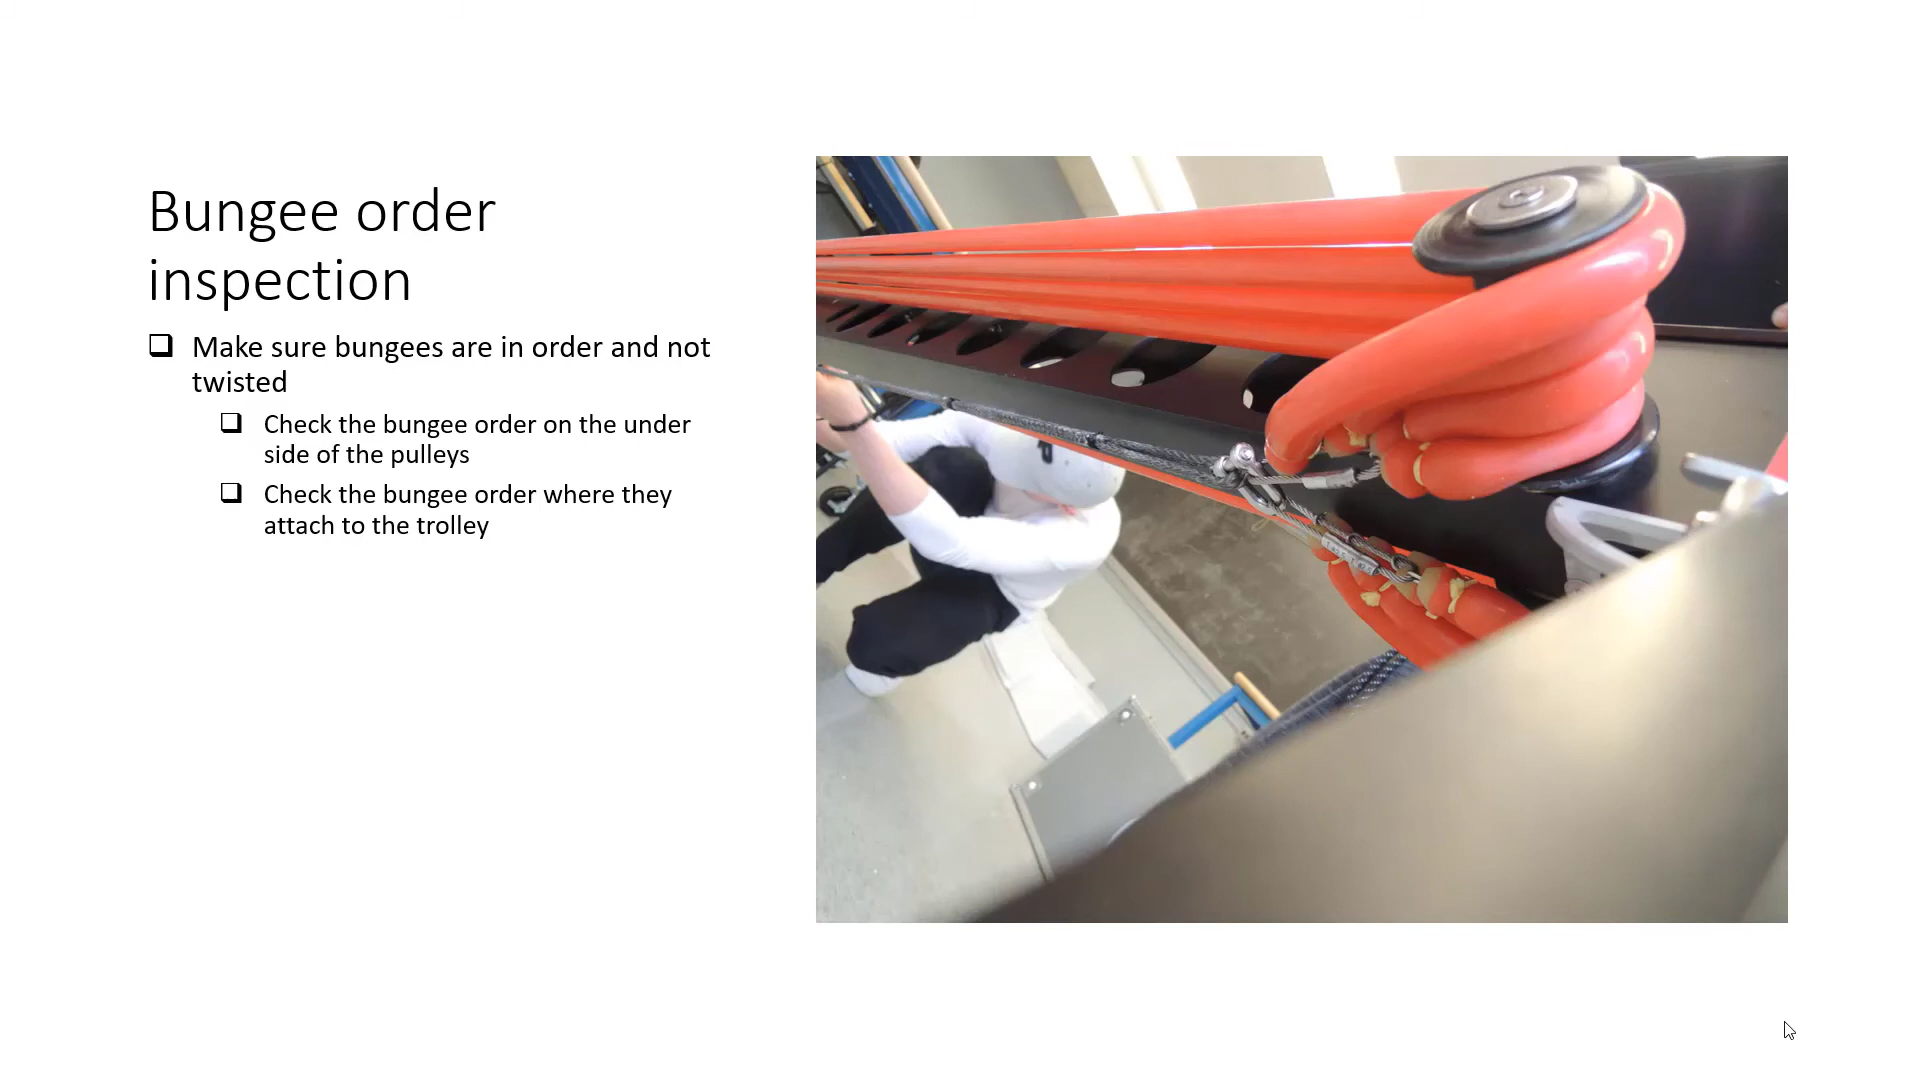 Bungee order
inspection
Make sure bungees are in order and not
twisted
Check the bungee order on the under
side of the pulleys
Check the bungee order where they
attach to the trolley